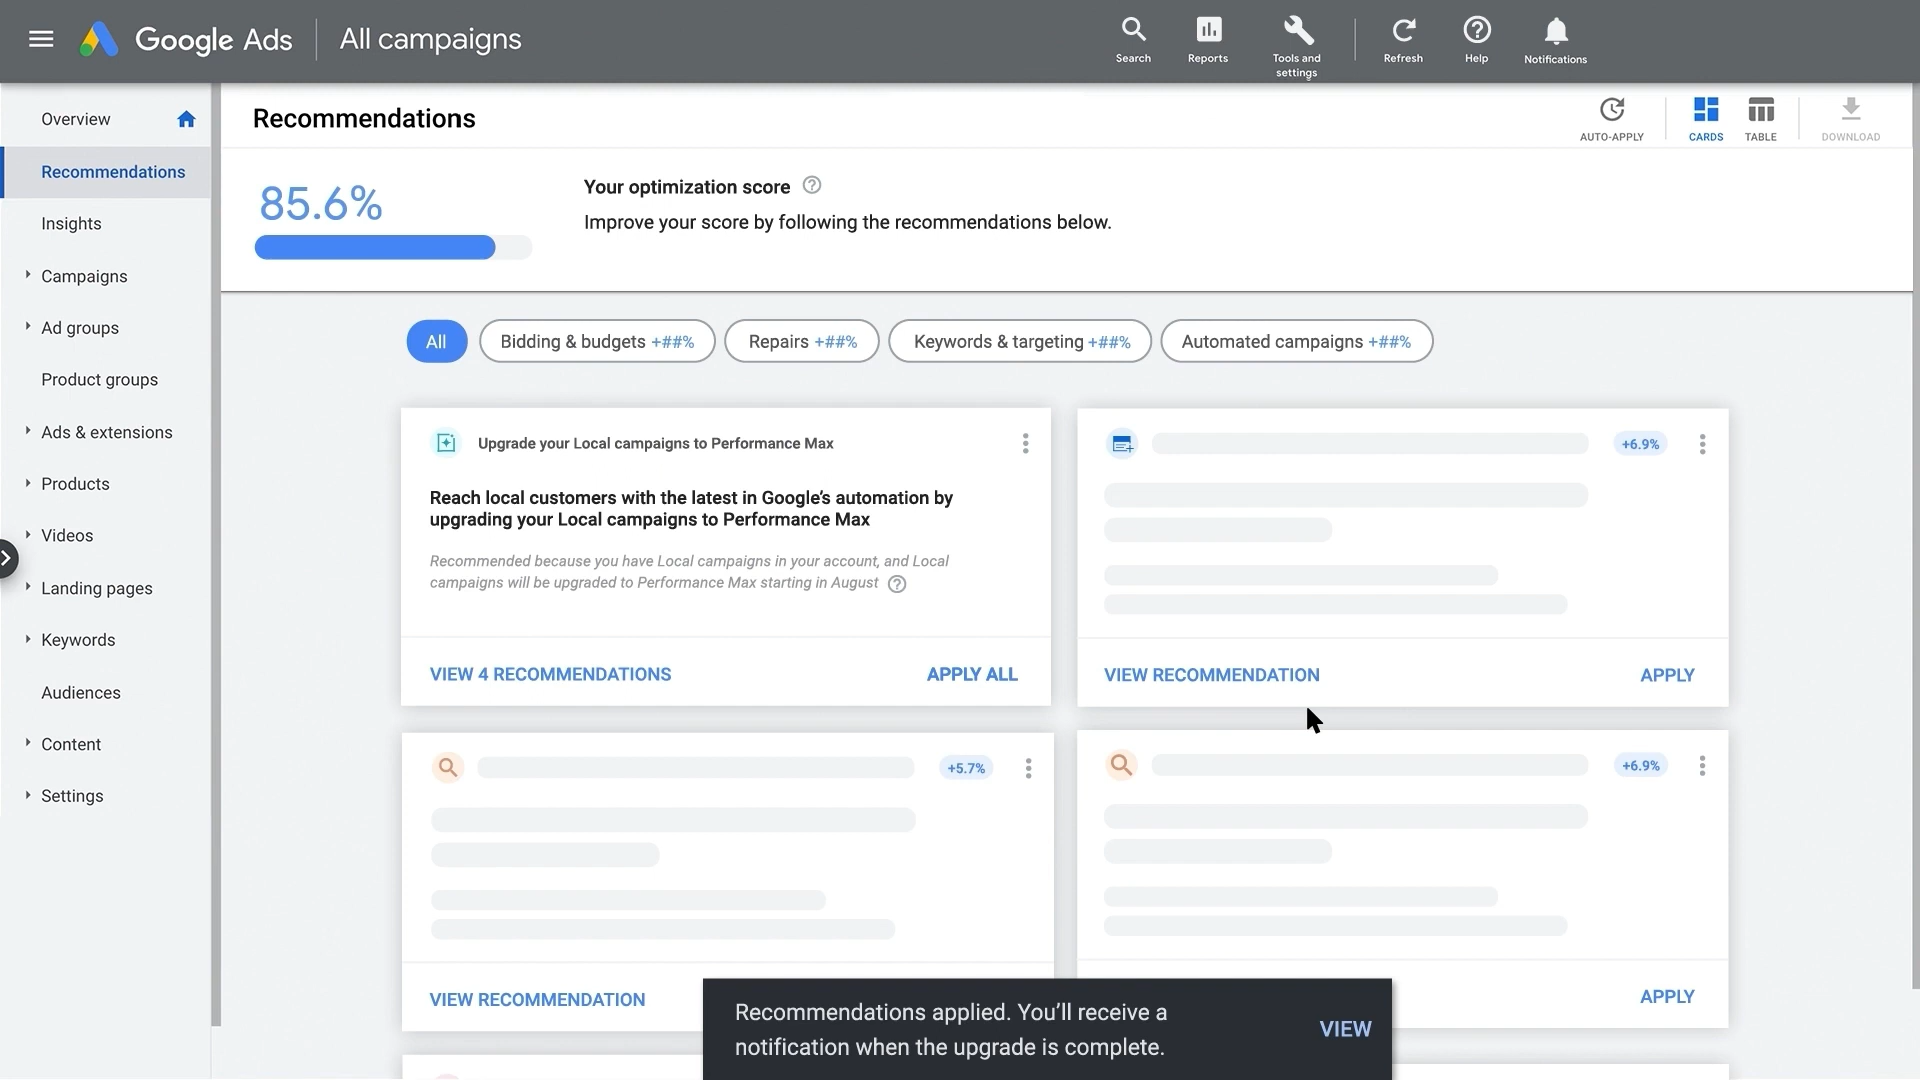 Google Ads
All campaigns
Search
Reports
Tools and
settings
Refresh
Help
Notifications
Overview
Recommendations
Insights
Campaigns
Ad groups
Product groups
Ads & extensions
Products
Videos
Landing pages
Keywords
Audiences
Content
Settings
Recommendations
AUTO-APPLY
CARDS
TABLE
DOWNLOAD
85.6%
Your optimization score
Improve your score by following the recommendations below.
All
Bidding & budgets +##%
Repairs +##%
Keywords & targeting +##%
Automated campaigns +##%
Upgrade your Local campaigns to Performance Max
Reach local customers with the latest in Google’s automation by
upgrading your Local campaigns to Performance Max
Recommended because you have Local campaigns in your account, and Local
campaigns will be upgraded to Performance Max starting in August
VIEW 4 RECOMMENDATIONS
APPLY ALL
+6.9%
VIEW RECOMMENDATION
APPLY
+5.7%
VIEW RECOMMENDATION
+6.9%
APPLY
Recommendations applied. You’ll receive a
notification when the upgrade is complete.
VIEW